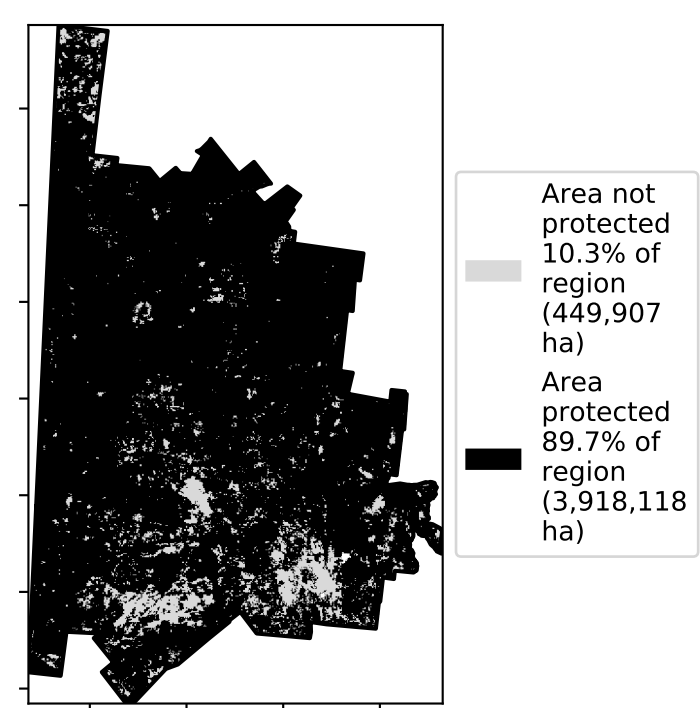 Area not
protected
10.3% of
region
(449,907
ha)
Area
protected
89.7% of
region
(3,918,118
ha)